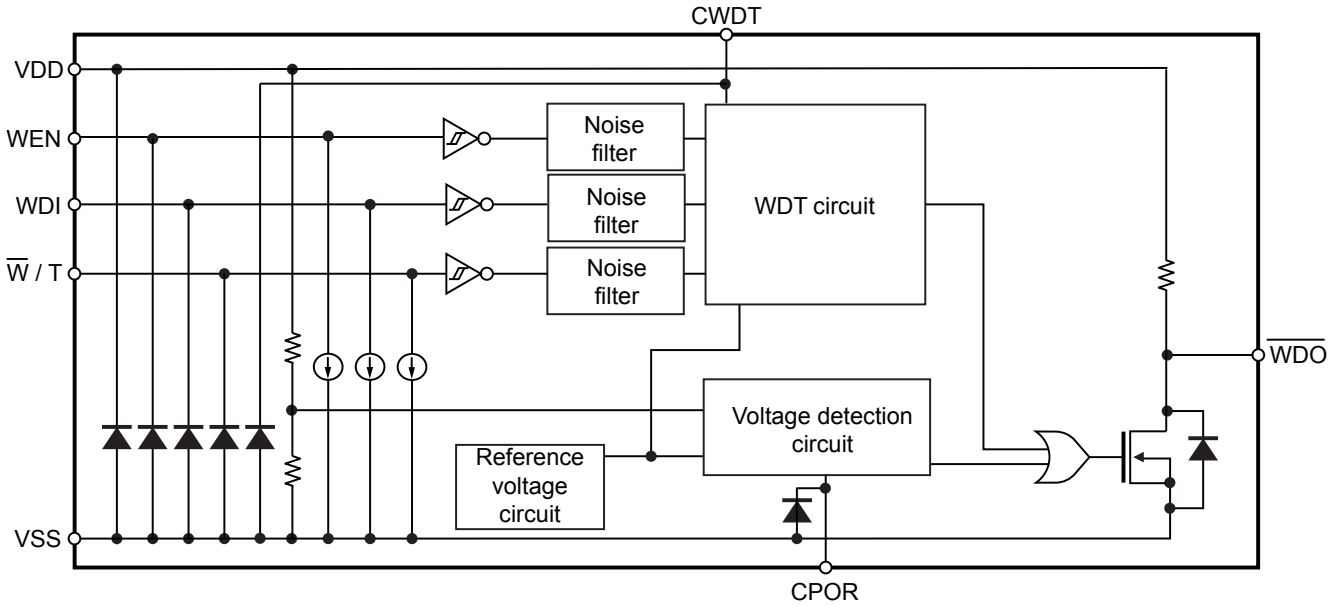 CWDT
VDD
WEN
Noise
filter
WDI
Noise
filter
WDT circuit
W̅ / T
Noise
filter
W̅D̅O̅
Voltage detection
circuit
Reference
voltage
circuit
VSS
CPOR